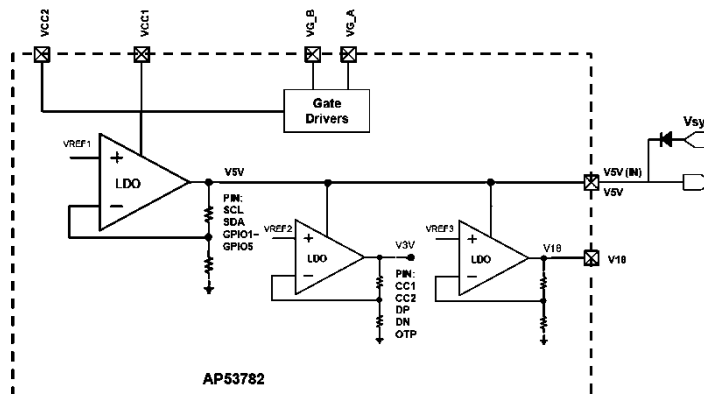 VCC2
VCC1
VG_B
VG_A
Gate
Drivers
Vsy
VREF1
+
LDO
−
V5V
PIN:
SCL
SDA
GPIO1–
GPIO5
V5V (IN)
V5V
VREF2
+
LDO
−
V3V
PIN:
CC1
CC2
DP
DN
OTP
VREF3
+
LDO
−
V18
V18
AP53782